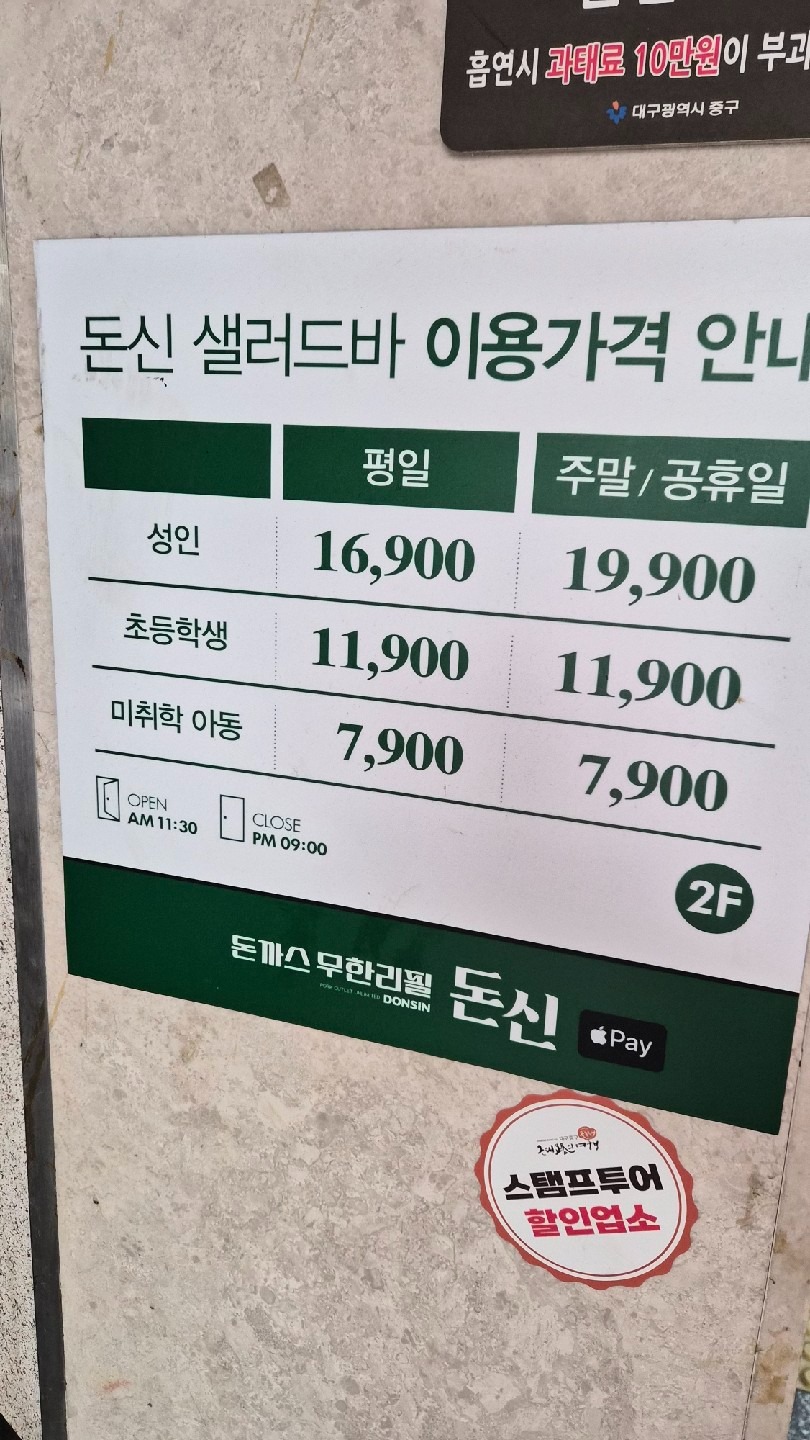 흡연시 과태료 10만원이 부과
대구광역시 중구
돈신 샐러드바 이용가격 안내
평일 주말/공휴일
성인 16,900 19,900
초등학생 11,900 11,900
미취학 아동 7,900 7,900
OPEN AM 11:30 CLOSE PM 09:00
2F
돈까스 무한리필 돈신 Pay
DONSIN
스탬프투어
할인업소